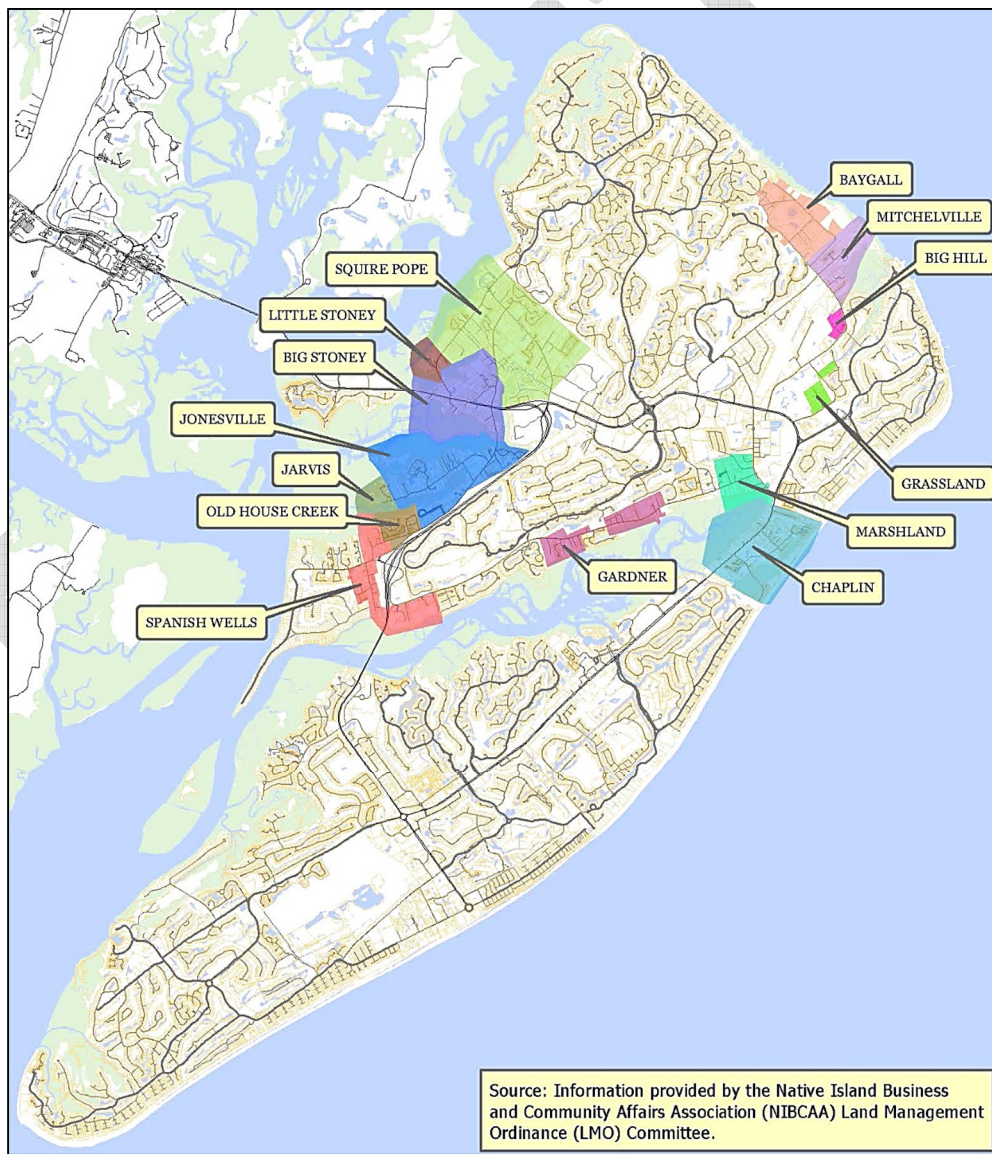 BAYGALL
MITCHELVILLE
BIG HILL
SQUIRE POPE
LITTLE STONEY
BIG STONEY
JONESVILLE
JARVIS
OLD HOUSE CREEK
SPANISH WELLS
GRASSLAND
MARSHLAND
GARDNER
CHAPLIN
Source: Information provided by the Native Island Business
and Community Affairs Association (NIBCAA) Land Management
Ordinance (LMO) Committee.